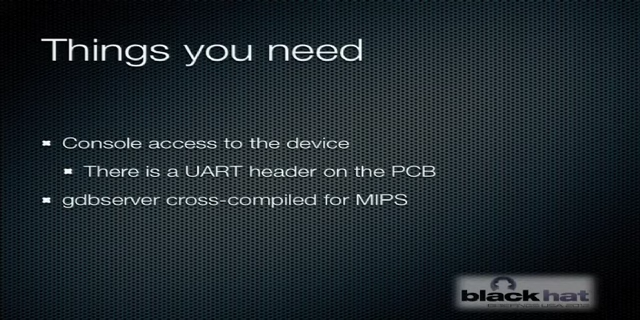 Things you need
Console access to the device
There is a UART header on the PCB
gdbserver cross-compiled for MIPS
black hat